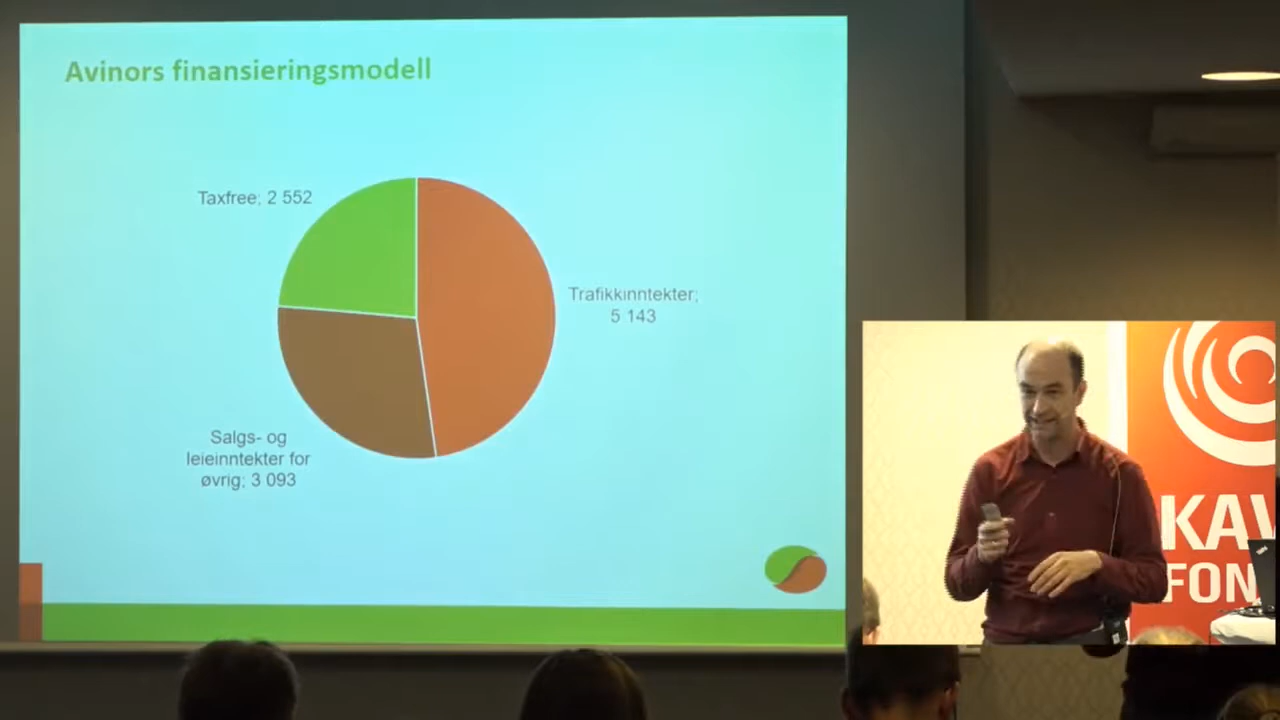 Avinors finansieringsmodell
Taxfree; 2 552
Trafikkinntekter;
5 143
Salgs- og
leieinntekter for
øvrig; 3 093
KAV
FON